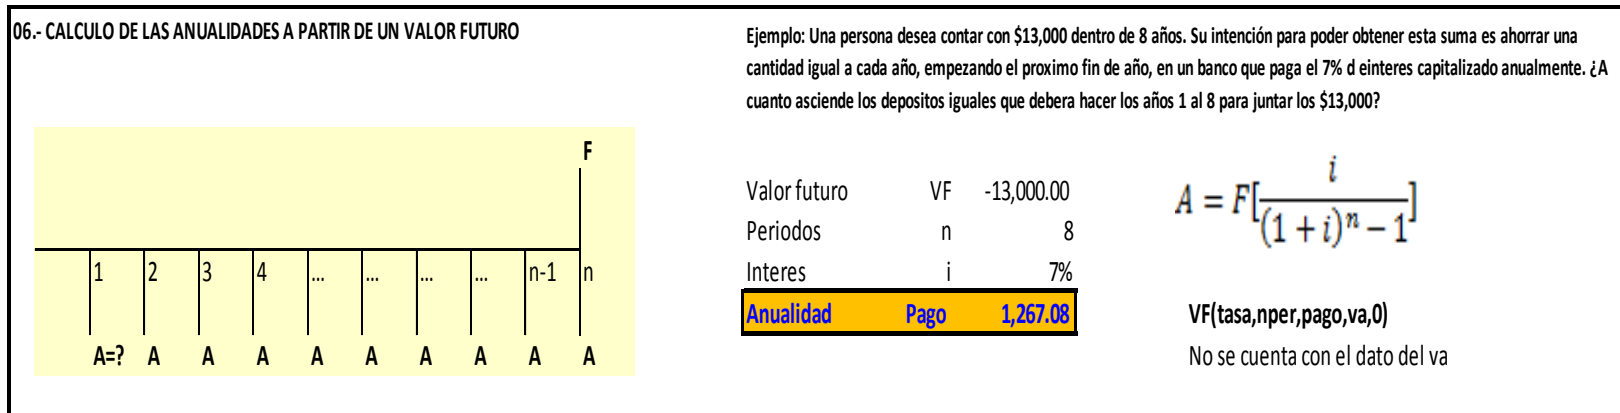 06.- CALCULO DE LAS ANUALIDADES A PARTIR DE UN VALOR FUTURO
F
1 2 3 4 ... ... ... ... n-1 n
A=? A A A A A A A A A
Ejemplo: Una persona desea contar con $13,000 dentro de 8 años. Su intención para poder obtener esta suma es ahorrar una
cantidad igual a cada año, empezando el proximo fin de año, en un banco que paga el 7% d einteres capitalizado anualmente. ¿A
cuanto asciende los depositos iguales que debera hacer los años 1 al 8 para juntar los $13,000?
Valor futuro VF -13,000.00
Periodos n 8
Interes i 7%
Anualidad Pago 1,267.08
A = F[i/((1 + i)^n − 1)]
VF(tasa,nper,pago,va,0)
No se cuenta con el dato del va